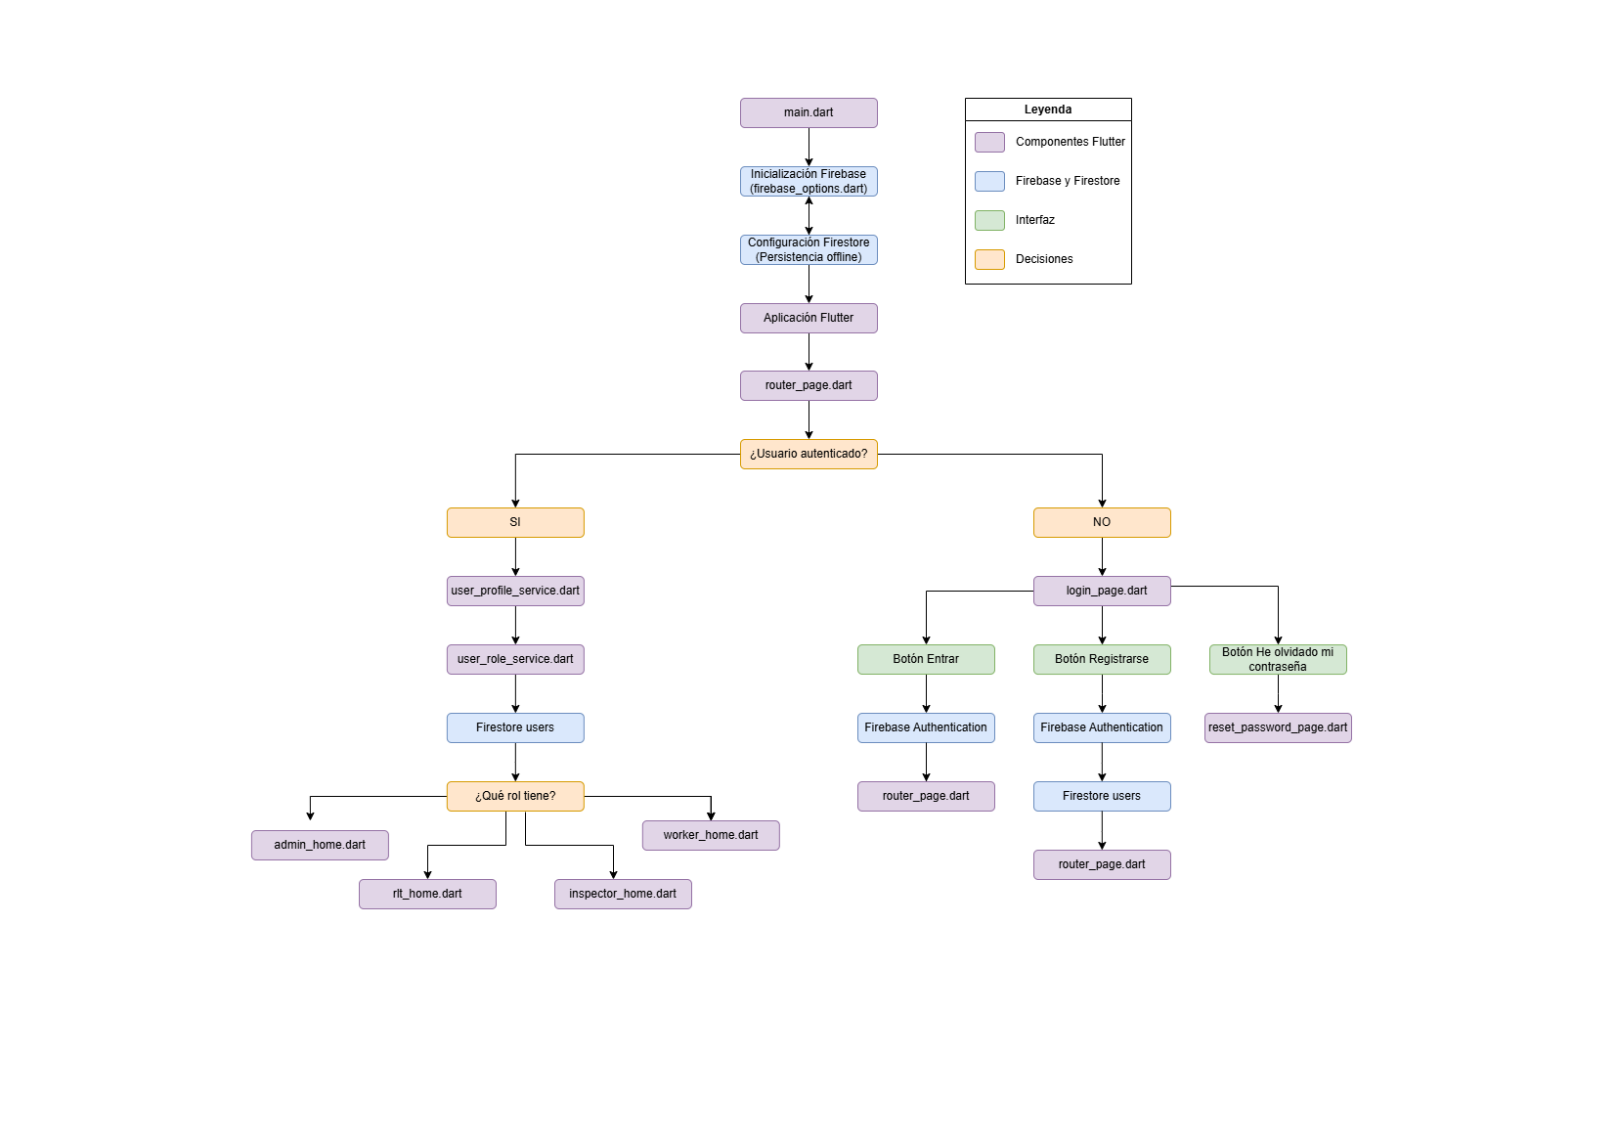 main.dart
Leyenda
Componentes Flutter
Inicialización Firebase
(firebase_options.dart)
Firebase y Firestore
Interfaz
Configuración Firestore
(Persistencia offline)
Decisiones
Aplicación Flutter
router_page.dart
¿Usuario autenticado?
SI
NO
user_profile_service.dart
login_page.dart
user_role_service.dart
Botón Entrar
Botón Registrarse
Botón He olvidado mi
contraseña
Firestore users
Firebase Authentication
Firebase Authentication
reset_password_page.dart
¿Qué rol tiene?
router_page.dart
Firestore users
admin_home.dart
worker_home.dart
router_page.dart
rlt_home.dart
inspector_home.dart